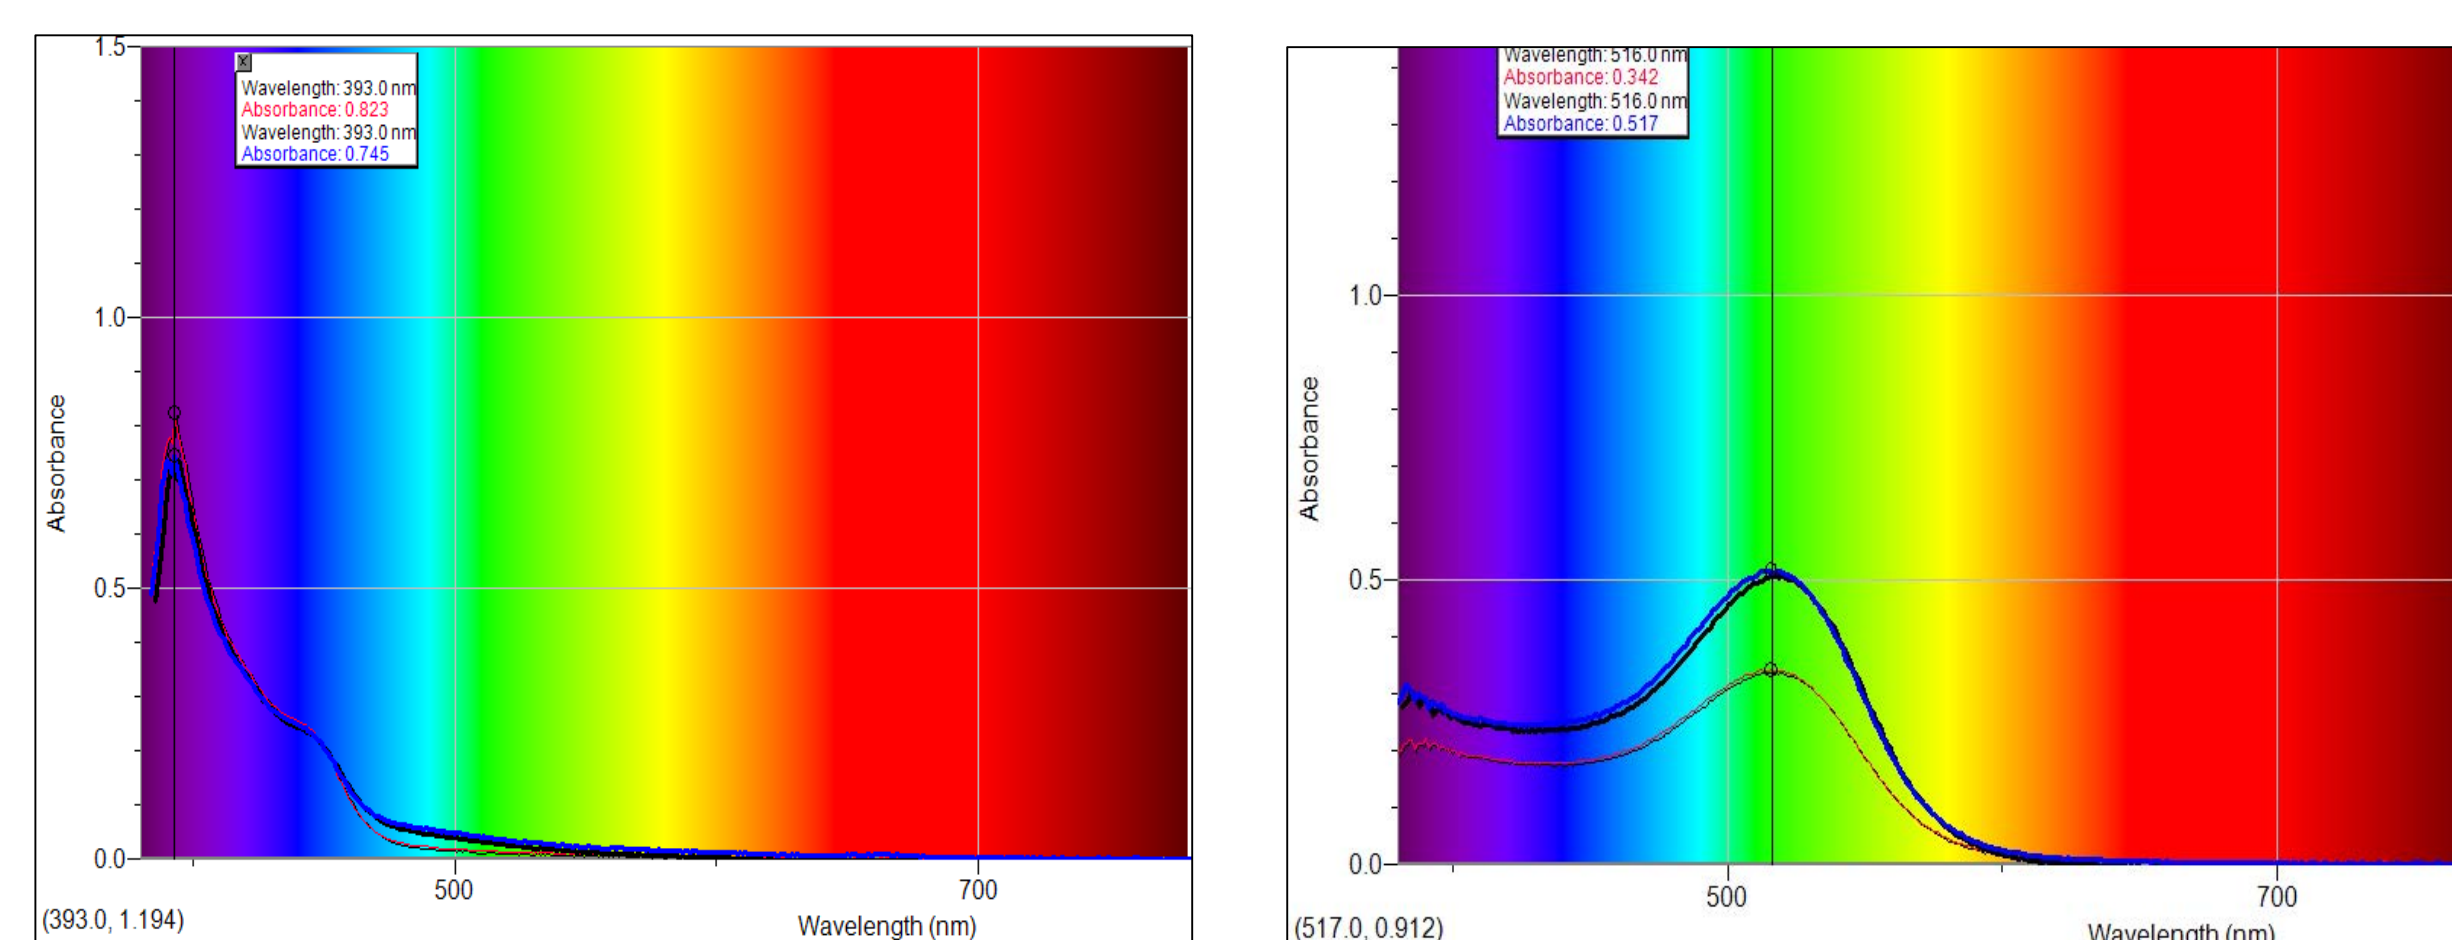 1.5
x
Wavelength: 393.0 nm
Absorbance: 0.823
Wavelength: 393.0 nm
Absorbance: 0.745
1.0
Absorbance
0.5
0.0
500
700
(393.0, 1.194)
Wavelength (nm)
Wavelength: 516.0 nm
Absorbance: 0.342
Wavelength: 516.0 nm
Absorbance: 0.517
1.0
Absorbance
0.5
0.0
500
700
(517.0, 0.912)
Wavelength (nm)